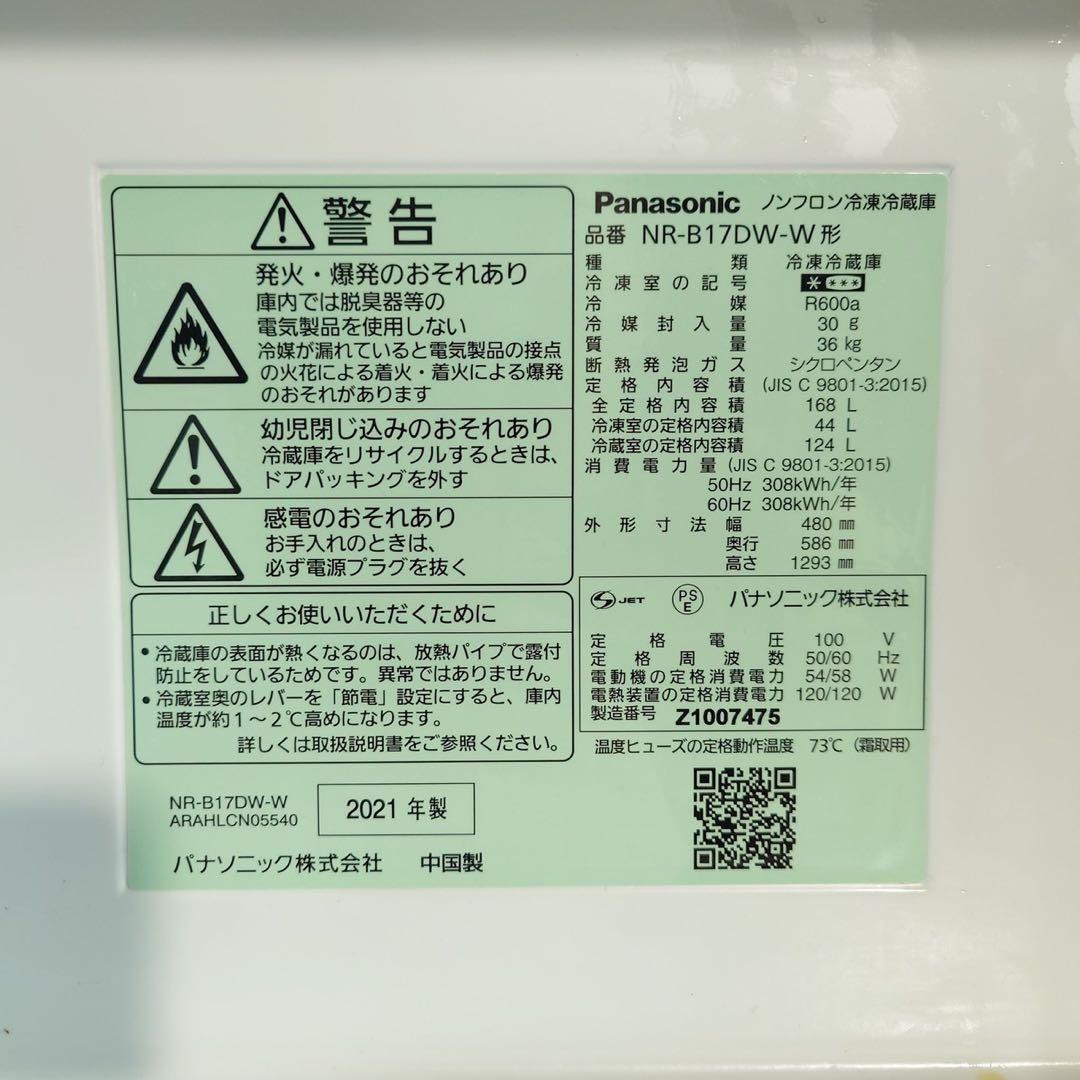 警告
発火・爆発のおそれあり
庫内では脱臭器等の
電気製品を使用しない
冷媒が漏れていると電気製品の接点
の火花による着火・着火による爆発
のおそれがあります
幼児閉じ込みのおそれあり
冷蔵庫をリサイクルするときは、
ドアパッキングを外す
感電のおそれあり
お手入れのときは、
必ず電源プラグを抜く
正しくお使いいただくために
• 冷蔵庫の表面が熱くなるのは、放熱パイプで露付
防止をしているためです。異常ではありません。
• 冷蔵室奥のレバーを「節電」設定にすると、庫内
温度が約1～2℃高めになります。
詳しくは取扱説明書をご参照ください。
NR-B17DW-W
ARAHLCN05540
2021 年製
パナソニック株式会社 中国製
Panasonic ノンフロン冷凍冷蔵庫
品番 NR-B17DW-W形
種類 冷凍冷蔵庫
冷凍室の記号 * ***
冷媒 R600a
冷媒封入量 30 g
質量 36 kg
断熱発泡ガス シクロペンタン
定格内容積 (JIS C 9801-3:2015)
全定格内容積 168 L
冷凍室の定格内容積 44 L
冷蔵室の定格内容積 124 L
消費電力量 (JIS C 9801-3:2015)
50Hz 308kWh/年
60Hz 308kWh/年
外形寸法幅 480 mm
奥行 586 mm
高さ 1293 mm
S JET PS E パナソニック株式会社
定格電圧 100 V
定格周波数 50/60 Hz
電動機の定格消費電力 54/58 W
電熱装置の定格消費電力 120/120 W
製造番号 Z1007475
温度ヒューズの定格動作温度 73℃ (霜取用)